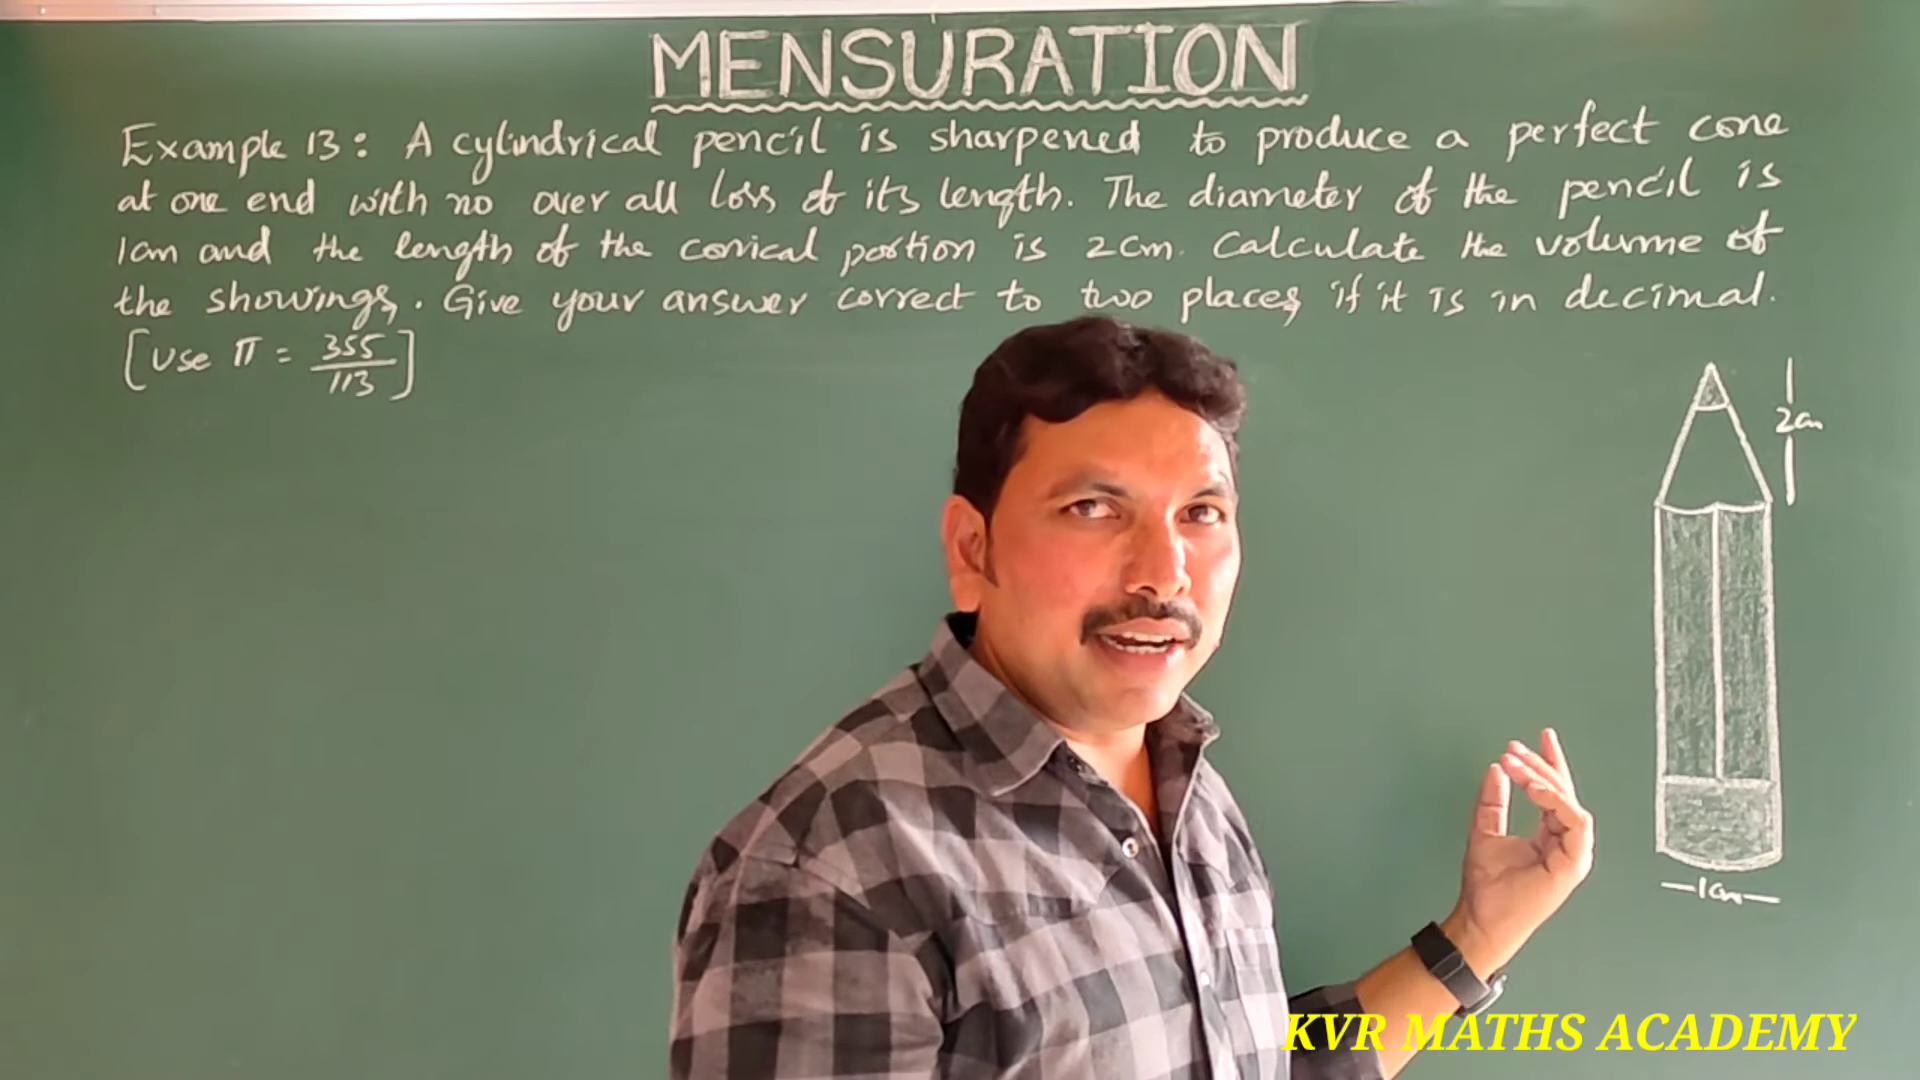 MENSURATION
Example 13: A cylindrical pencil is sharpened to produce a perfect cone
at one end with no over all loss of its length. The diameter of the pencil is
1cm and the length of the conical portion is 2cm. Calculate the volume of
the showings. Give your answer correct to two places if it is in decimal.
[Use π = 355/113]
2cm
1cm
KVR MATHS ACADEMY